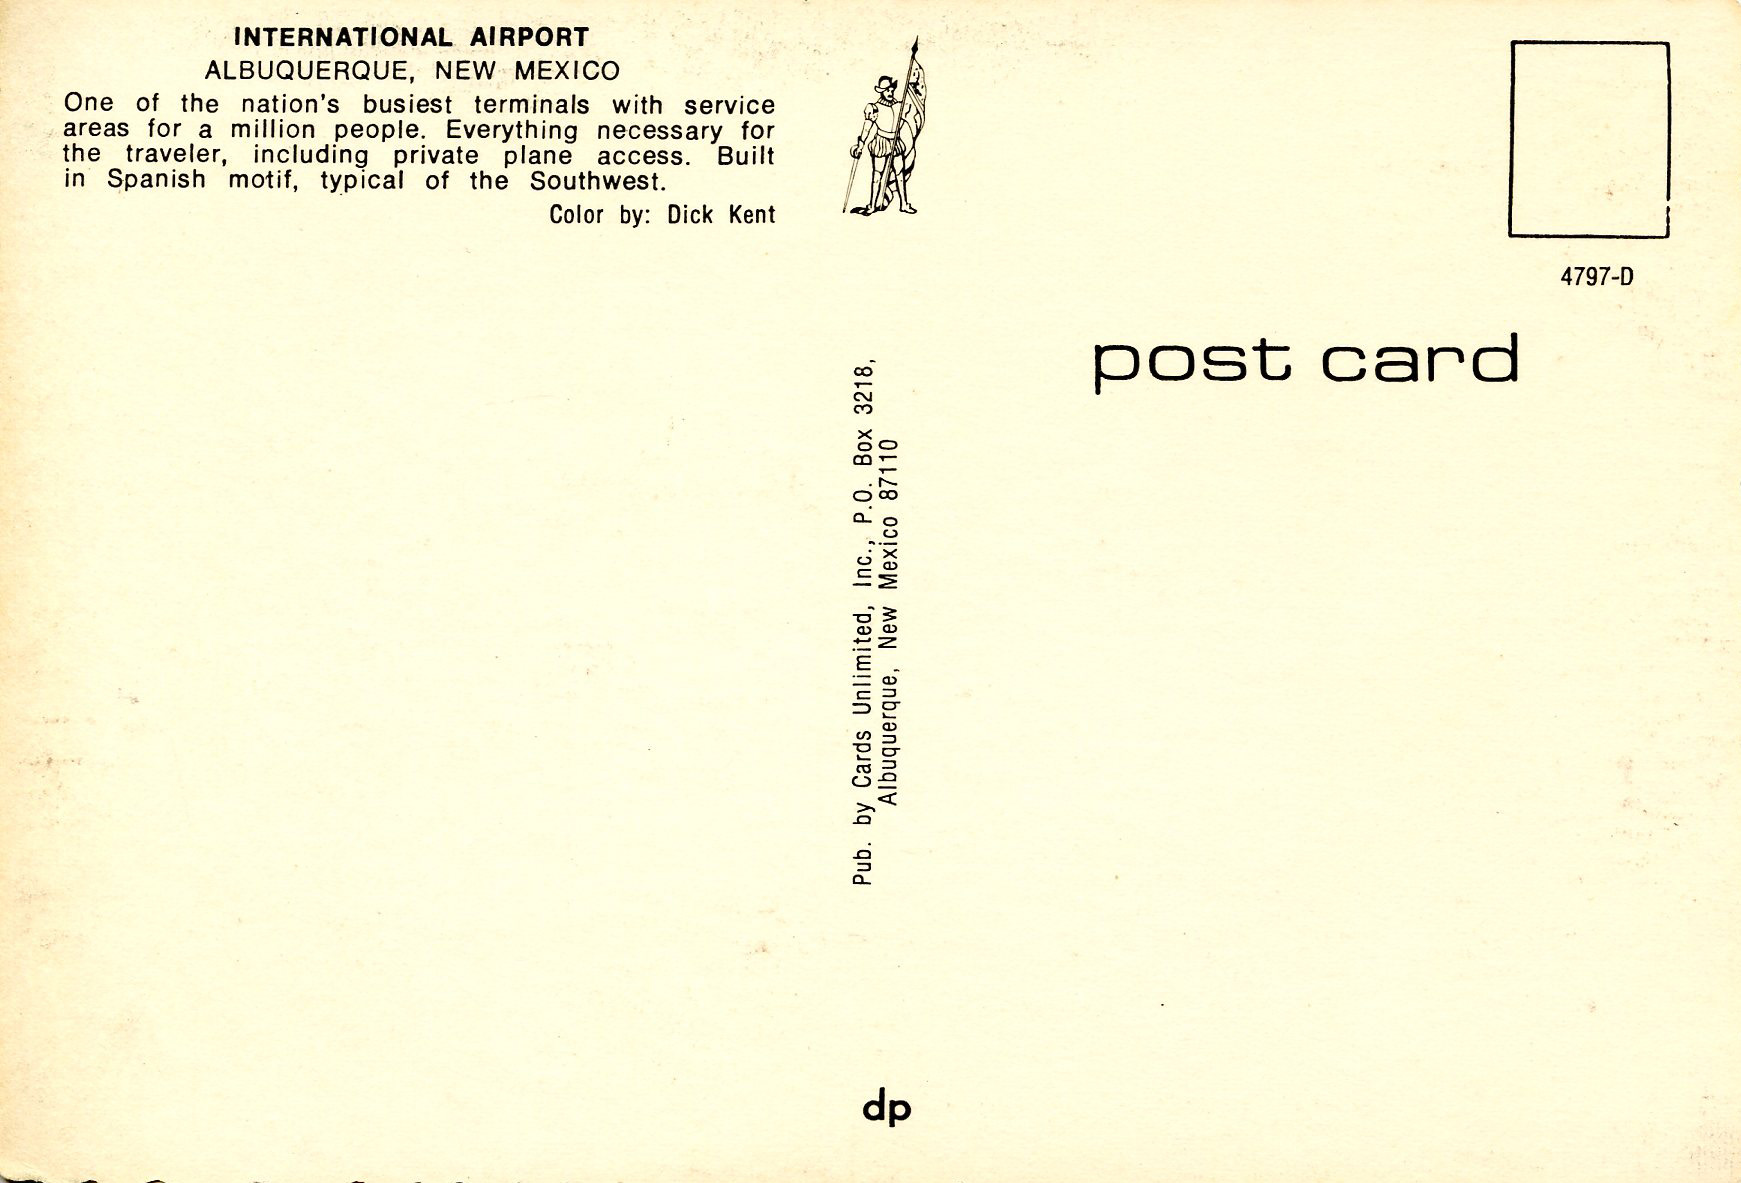 INTERNATIONAL AIRPORT
ALBUQUERQUE, NEW MEXICO
One of the nation's busiest terminals with service
areas for a million people. Everything necessary for
the traveler, including private plane access. Built
in Spanish motif, typical of the Southwest.
Color by: Dick Kent
4797-D
post card
Pub. by Cards Unlimited, Inc., P.O. Box 3218,
Albuquerque, New Mexico 87110
dp